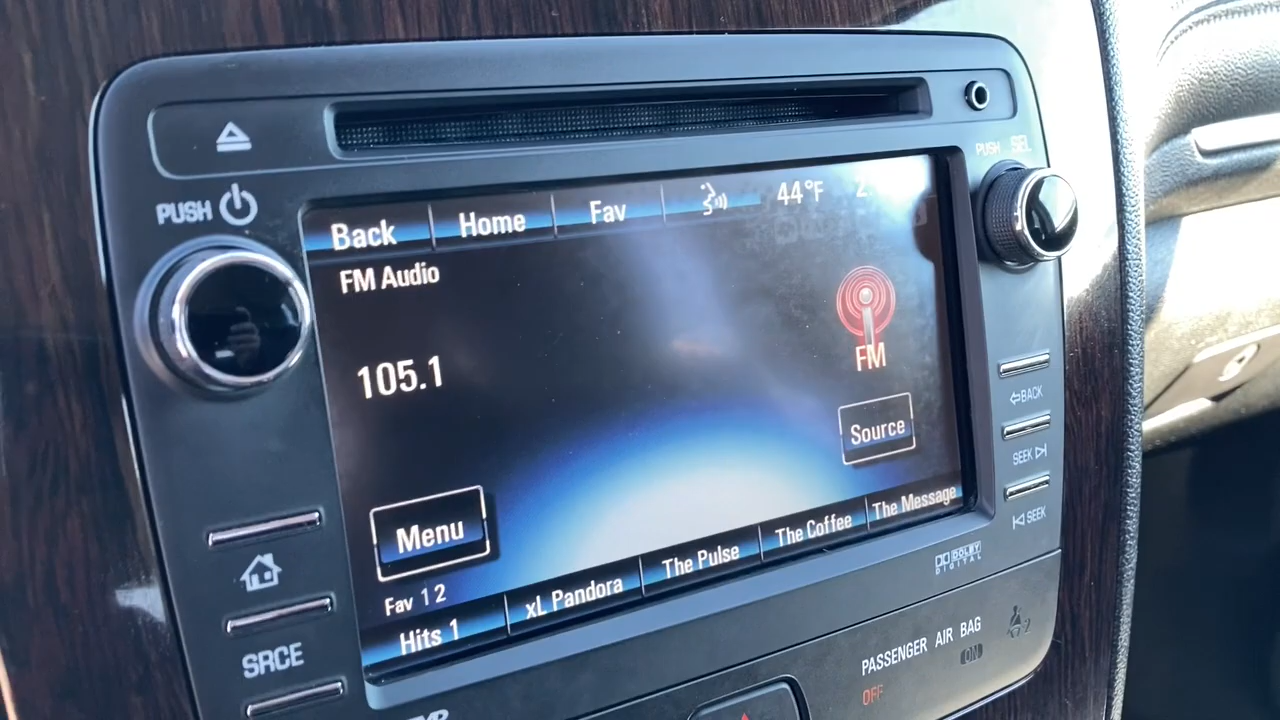 PUSH
PUSH SEL
Back Home Fav 44°F
FM Audio
105.1
FM
Source
Menu
Fav 1 2
Hits 1 xL Pandora The Pulse The Coffee The Message
BACK
SEEK
SEEK
SRCE
DOLBY
DIGITAL
PASSENGER AIR BAG
OFF ON
2